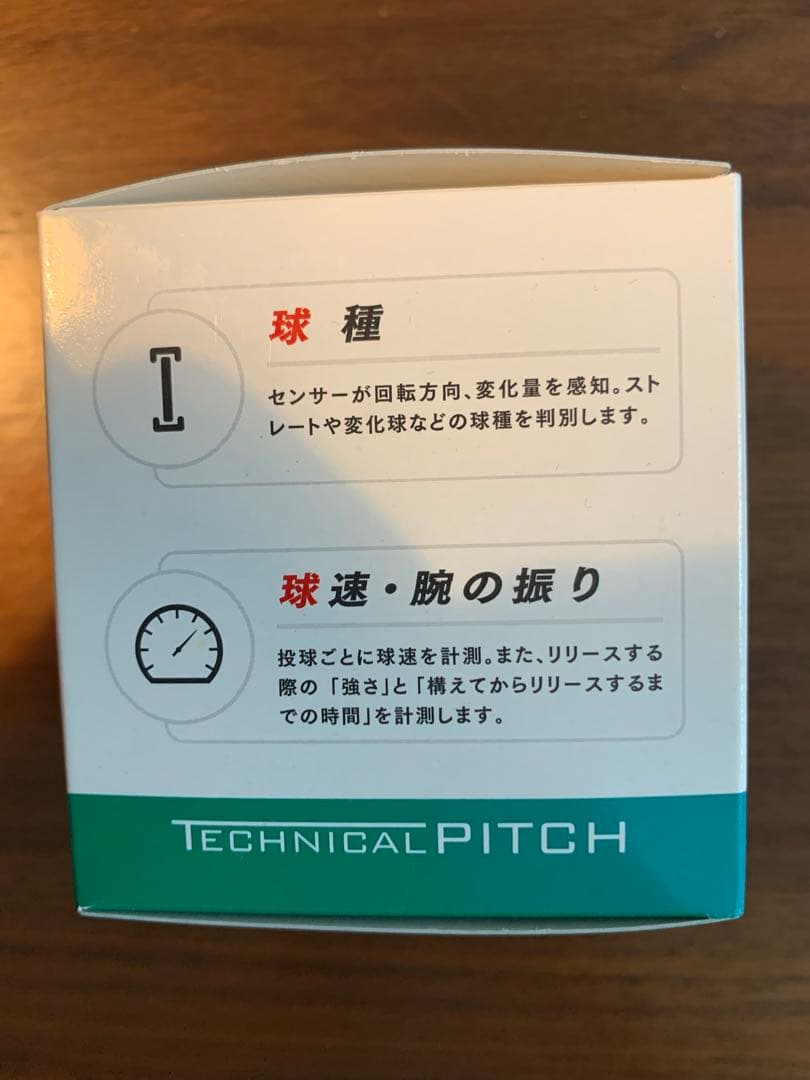 球種
センサーが回転方向、変化量を感知。スト
レートや変化球などの球種を判別します。
球速・腕の振り
投球ごとに球速を計測。また、リリースする
際の「強さ」と「構えてからリリースするま
での時間」を計測します。
TECHNICAL PITCH